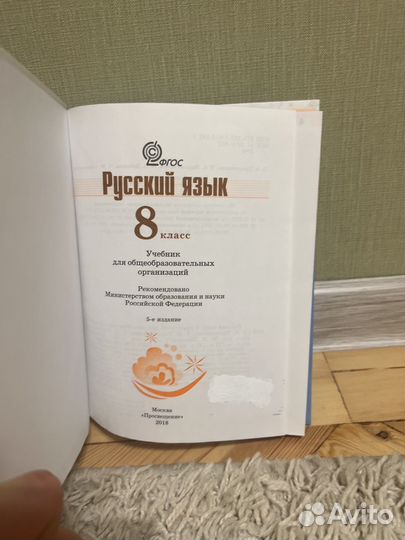 ФГОС
Русский язык
8 класс
Учебник
для общеобразовательных
организаций
Рекомендовано
Министерством образования и науки
Российской Федерации
5-е издание
Москва
«Просвещение»
2018
Avito